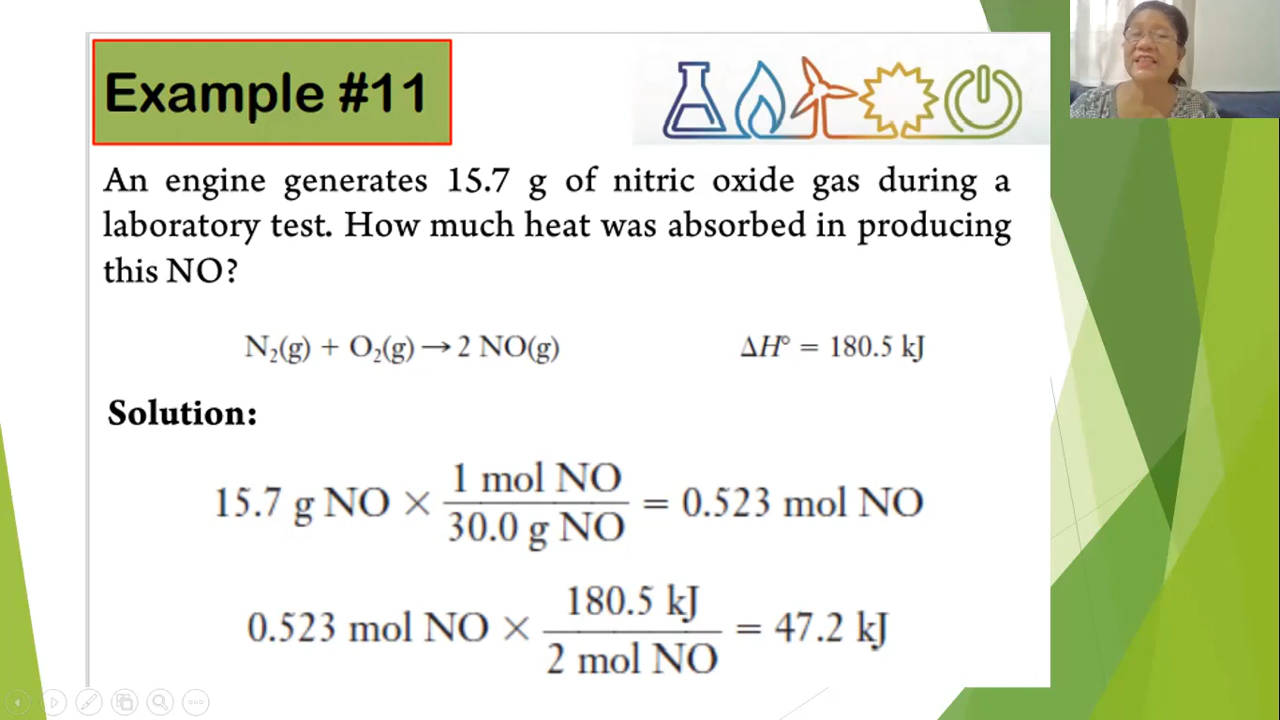 Example #11
An engine generates 15.7 g of nitric oxide gas during a
laboratory test. How much heat was absorbed in producing
this NO?
N₂(g) + O₂(g) → 2 NO(g) ΔH° = 180.5 kJ
Solution:
15.7 g NO × 1 mol NO / 30.0 g NO = 0.523 mol NO
0.523 mol NO × 180.5 kJ / 2 mol NO = 47.2 kJ